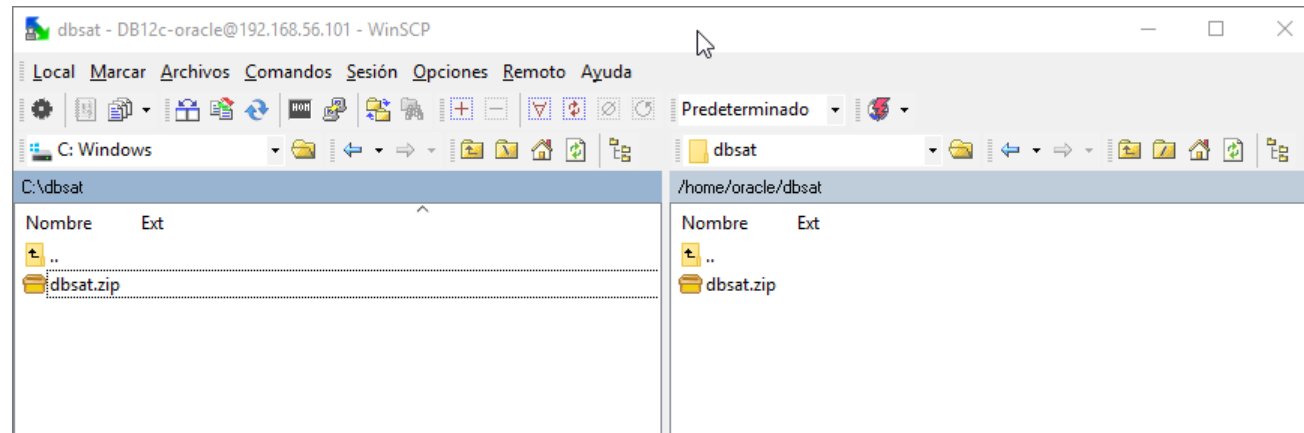 dbsat - DB12c-oracle@192.168.56.101 - WinSCP
Local Marcar Archivos Comandos Sesión Opciones Remoto Ayuda
Predeterminado
C: Windows dbsat
C:\dbsat /home/oracle/dbsat
Nombre Ext Nombre Ext
.. ..
dbsat.zip dbsat.zip